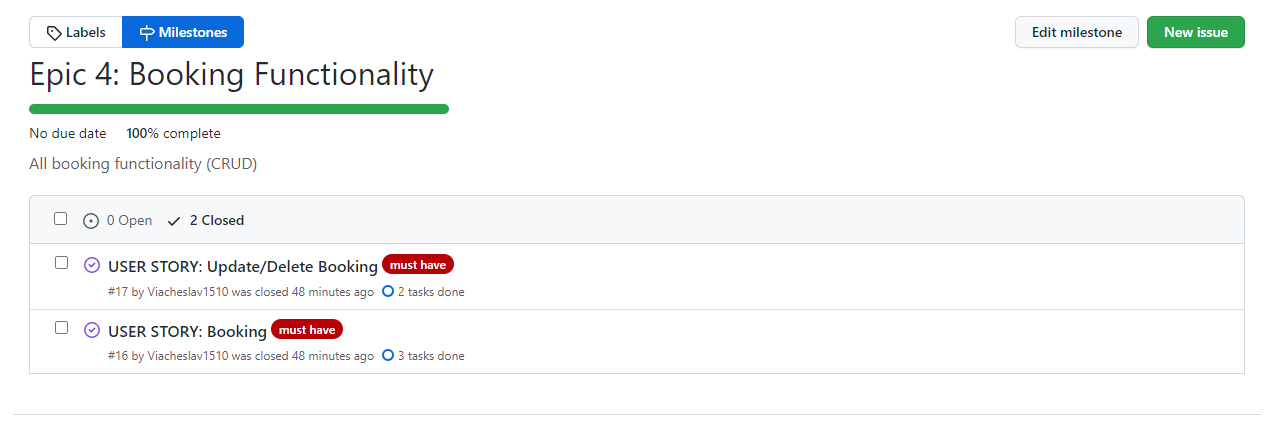 Labels Milestones Edit milestone New issue
Epic 4: Booking Functionality
No due date 100% complete
All booking functionality (CRUD)
0 Open 2 Closed
USER STORY: Update/Delete Booking must have
#17 by Viacheslav1510 was closed 48 minutes ago 2 tasks done
USER STORY: Booking must have
#16 by Viacheslav1510 was closed 48 minutes ago 3 tasks done